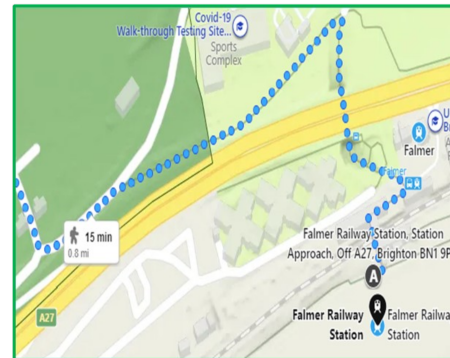 Covid-19
Walk-through Testing Site...
Sports
Complex
Falmer
Falmer
15 min
0.8 mi
Falmer Railway Station, Station
Approach, Off A27, Brighton BN1 9P
A
A27
Falmer Railway
Station
Falmer Railwa
Station